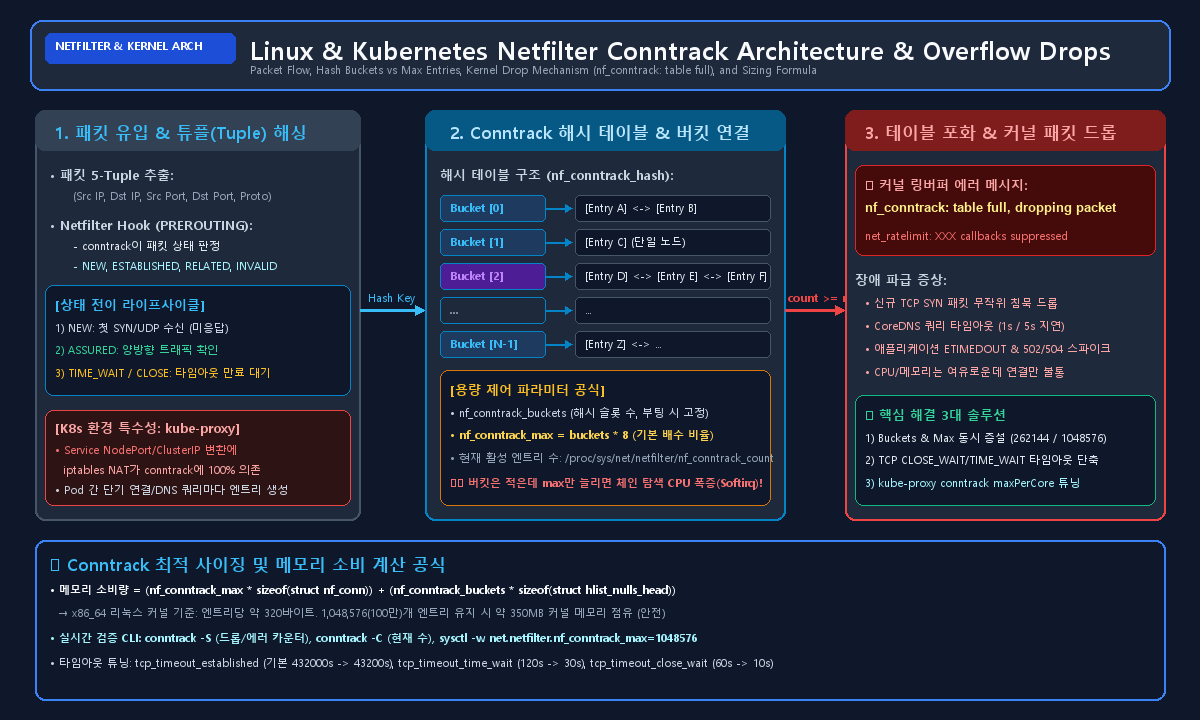 NETFILTER & KERNEL ARCH
Linux & Kubernetes Netfilter Conntrack Architecture & Overflow Drops
Packet Flow, Hash Buckets vs Max Entries, Kernel Drop Mechanism (nf_conntrack: table full), and Sizing Formula
1. 패킷 유입 & 튜플(Tuple) 해싱
• 패킷 5-Tuple 추출:
(Src IP, Dst IP, Src Port, Dst Port, Proto)
• Netfilter Hook (PREROUTING):
- conntrack이 패킷 상태 판정
- NEW, ESTABLISHED, RELATED, INVALID
[상태 전이 라이프사이클]
1) NEW: 첫 SYN/UDP 수신 (미응답)
2) ASSURED: 양방향 트래픽 확인
3) TIME_WAIT / CLOSE: 타임아웃 만료 대기
[K8s 환경 특수성: kube-proxy]
• Service NodePort/ClusterIP 변환에
iptables NAT가 conntrack에 100% 의존
• Pod 간 단기 연결/DNS 쿼리마다 엔트리 생성
Hash Key
2. Conntrack 해시 테이블 & 버킷 연결
해시 테이블 구조 (nf_conntrack_hash):
Bucket [0]
[Entry A] <-> [Entry B]
Bucket [1]
[Entry C] (단일 노드)
Bucket [2]
[Entry D] <-> [Entry E] <-> [Entry F]
...
...
Bucket [N-1]
[Entry Z] <-> ...
[용량 제어 파라미터 공식]
• nf_conntrack_buckets (해시 슬롯 수, 부팅 시 고정)
• nf_conntrack_max = buckets * 8 (기본 배수 비율)
• 현재 활성 엔트리 수: /proc/sys/net/netfilter/nf_conntrack_count
버킷은 적은데 max만 늘리면 체인 탐색 CPU 폭증(Softirq)!
count >=
3. 테이블 포화 & 커널 패킷 드롭
커널 링버퍼 에러 메시지:
nf_conntrack: table full, dropping packet
net_ratelimit: XXX callbacks suppressed
장애 파급 증상:
• 신규 TCP SYN 패킷 무작위 침묵 드롭
• CoreDNS 쿼리 타임아웃 (1s / 5s 지연)
• 애플리케이션 ETIMEDOUT & 502/504 스파이크
• CPU/메모리는 여유로운데 연결만 불통
핵심 해결 3대 솔루션
1) Buckets & Max 동시 증설 (262144 / 1048576)
2) TCP CLOSE_WAIT/TIME_WAIT 타임아웃 단축
3) kube-proxy conntrack maxPerCore 튜닝
Conntrack 최적 사이징 및 메모리 소비 계산 공식
• 메모리 소비량 = (nf_conntrack_max * sizeof(struct nf_conn)) + (nf_conntrack_buckets * sizeof(struct hlist_nulls_head))
→ x86_64 리눅스 커널 기준: 엔트리당 약 320바이트. 1,048,576(100만)개 엔트리 유지 시 약 350MB 커널 메모리 점유 (안전)
• 실시간 검증 CLI: conntrack -S (드롭/에러 카운터), conntrack -C (현재 수), sysctl -w net.netfilter.nf_conntrack_max=1048576
• 타임아웃 튜닝: tcp_timeout_established (기본 432000s -> 43200s), tcp_timeout_time_wait (120s -> 30s), tcp_timeout_close_wait (60s -> 10s)